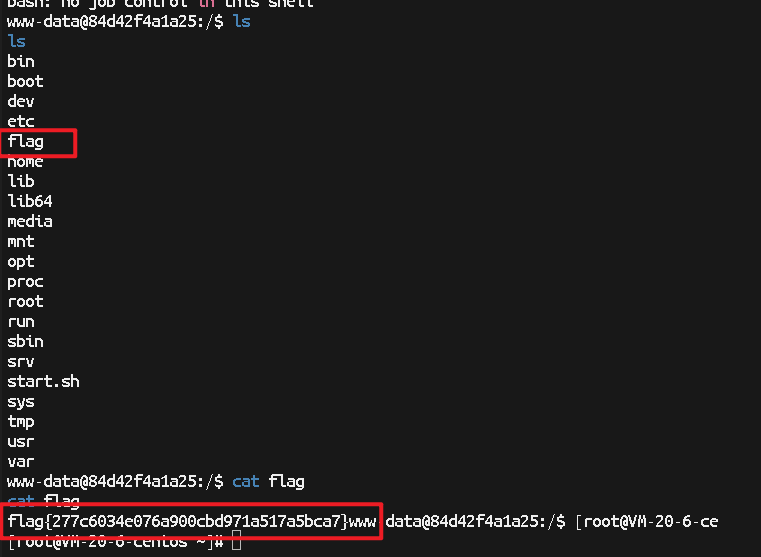 bash: no job control in this shell
www-data@84d42f4a1a25:/$ ls
ls
bin
boot
dev
etc
flag
home
lib
lib64
media
mnt
opt
proc
root
run
sbin
srv
start.sh
sys
tmp
usr
var
www-data@84d42f4a1a25:/$ cat flag
cat flag
flag{277c6034e076a900cbd971a517a5bca7}www-data@84d42f4a1a25:/$ [root@VM-20-6-ce
[root@VM-20-6-centos ~]#